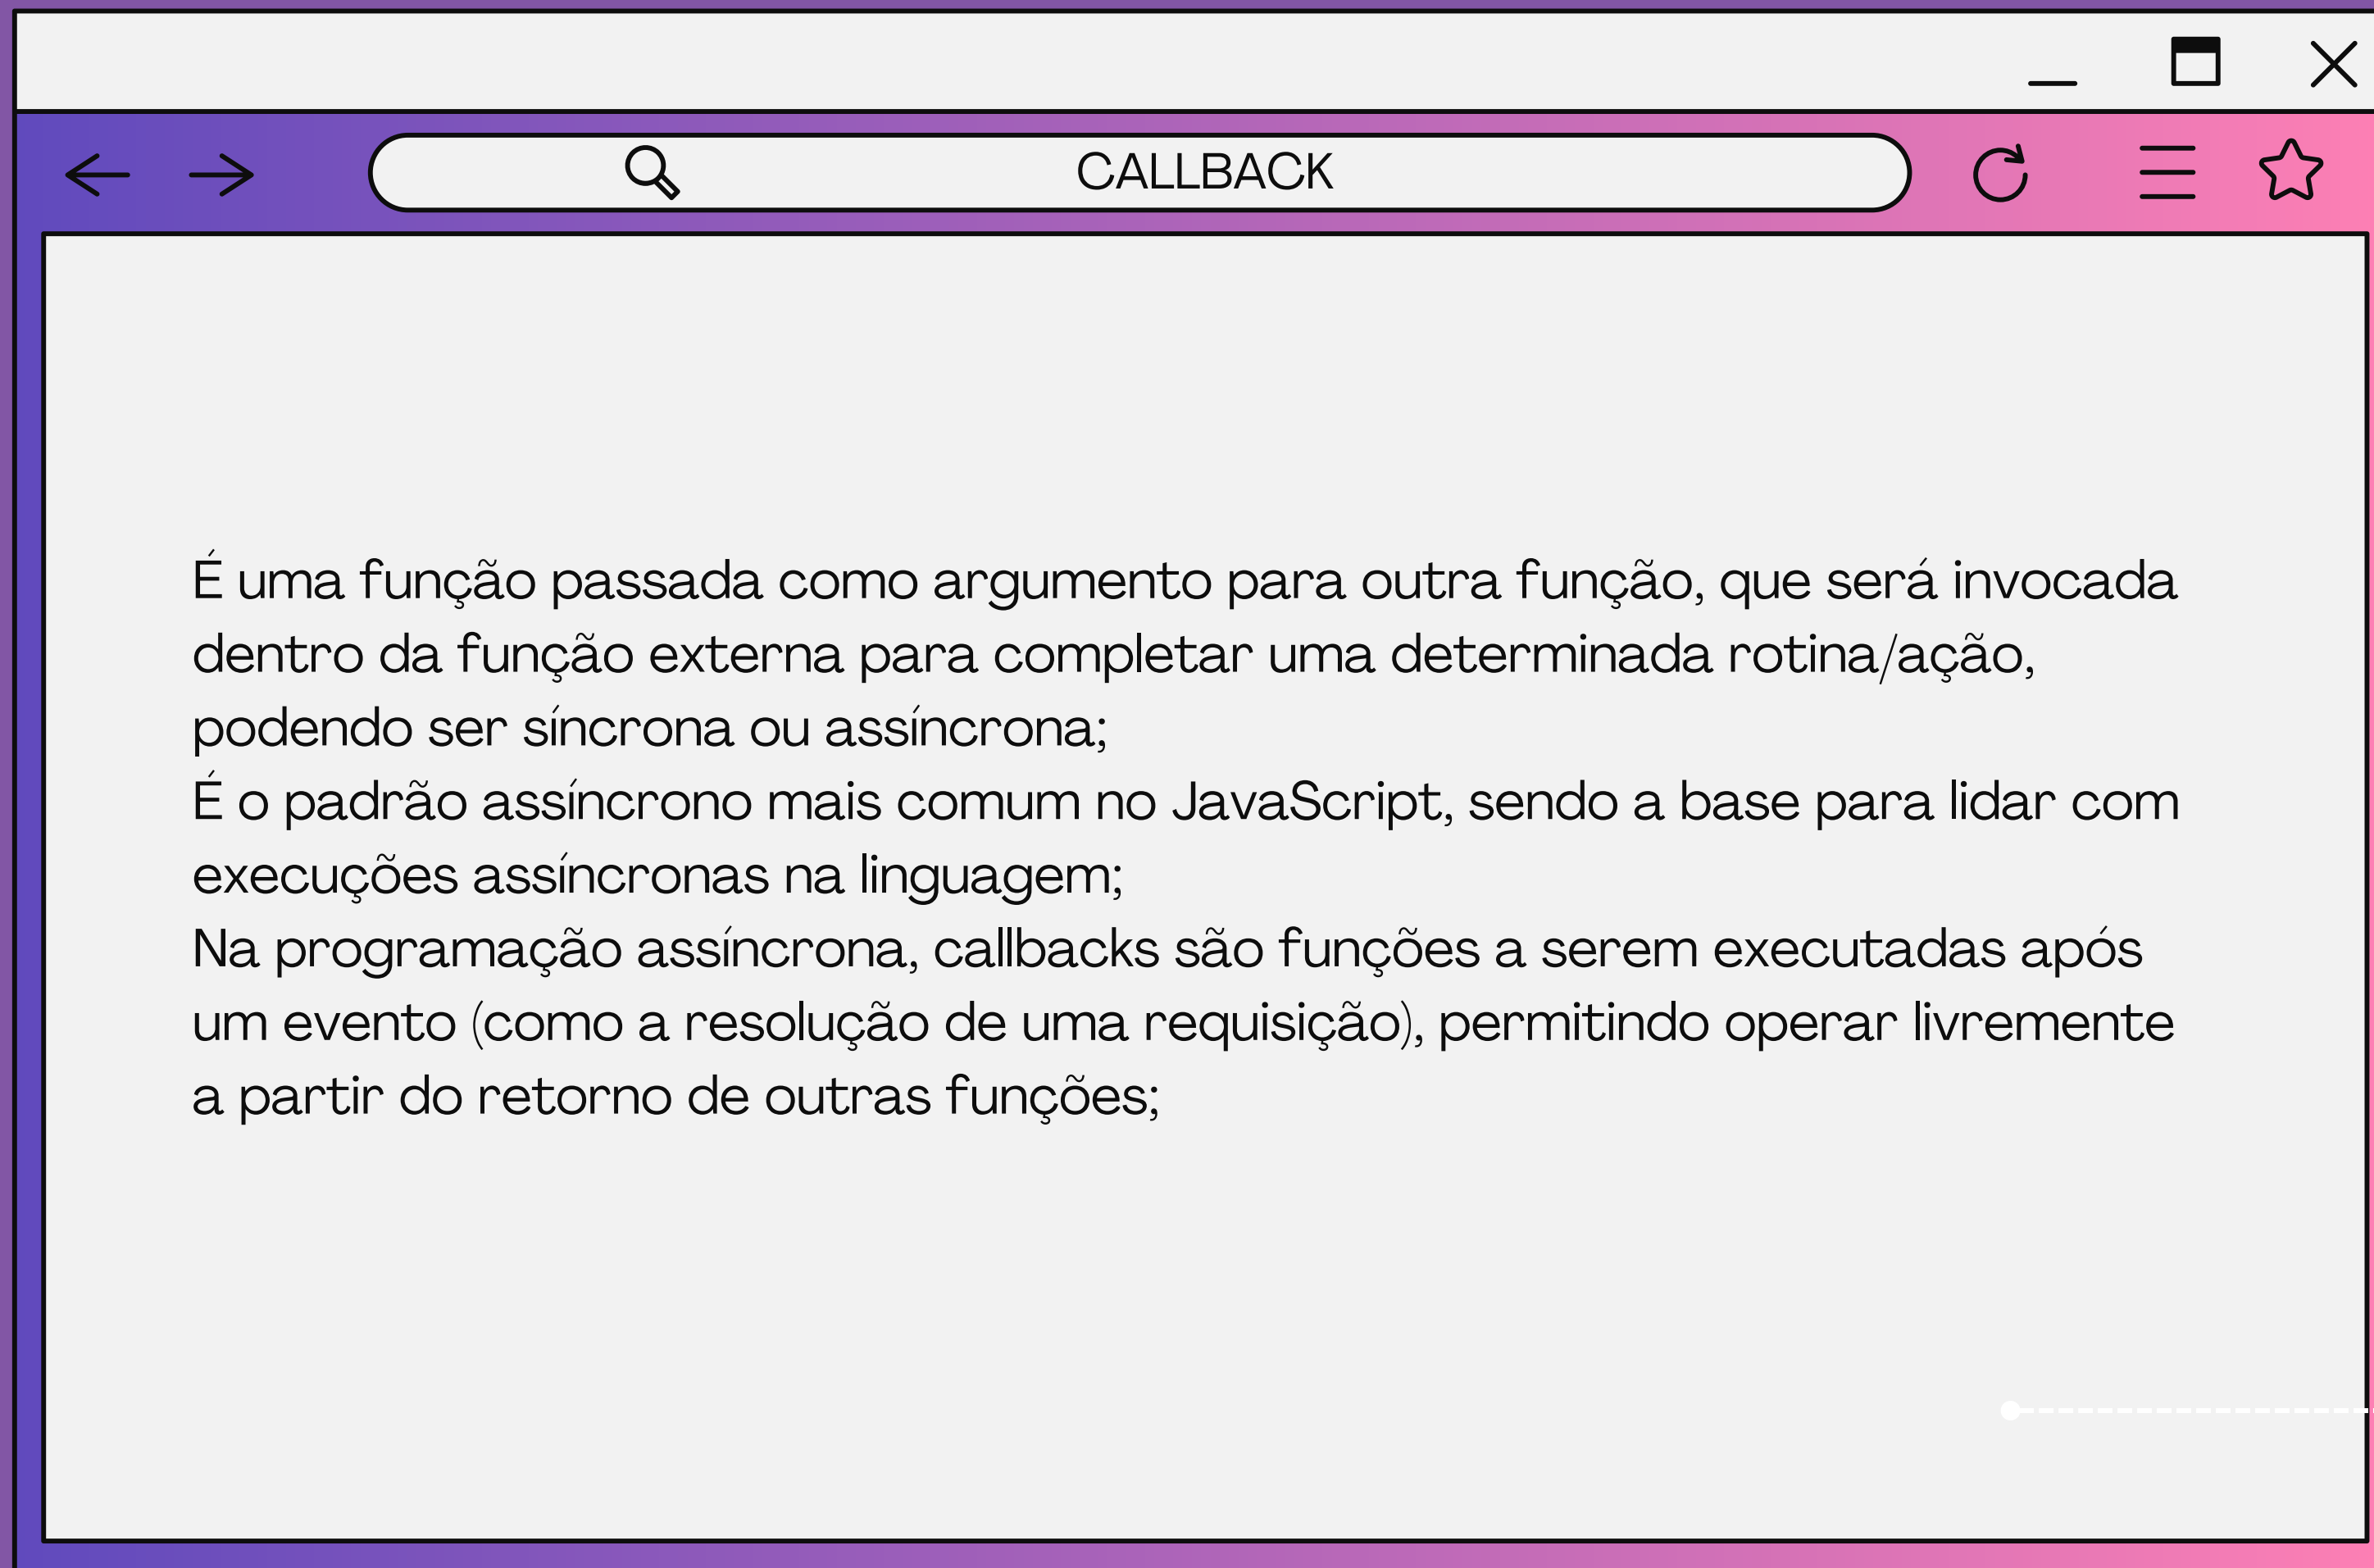 CALLBACK
É uma função passada como argumento para outra função, que será invocada
dentro da função externa para completar uma determinada rotina/ação,
podendo ser síncrona ou assíncrona;
É o padrão assíncrono mais comum no JavaScript, sendo a base para lidar com
execuções assíncronas na linguagem;
Na programação assíncrona, callbacks são funções a serem executadas após
um evento (como a resolução de uma requisição), permitindo operar livremente
a partir do retorno de outras funções;